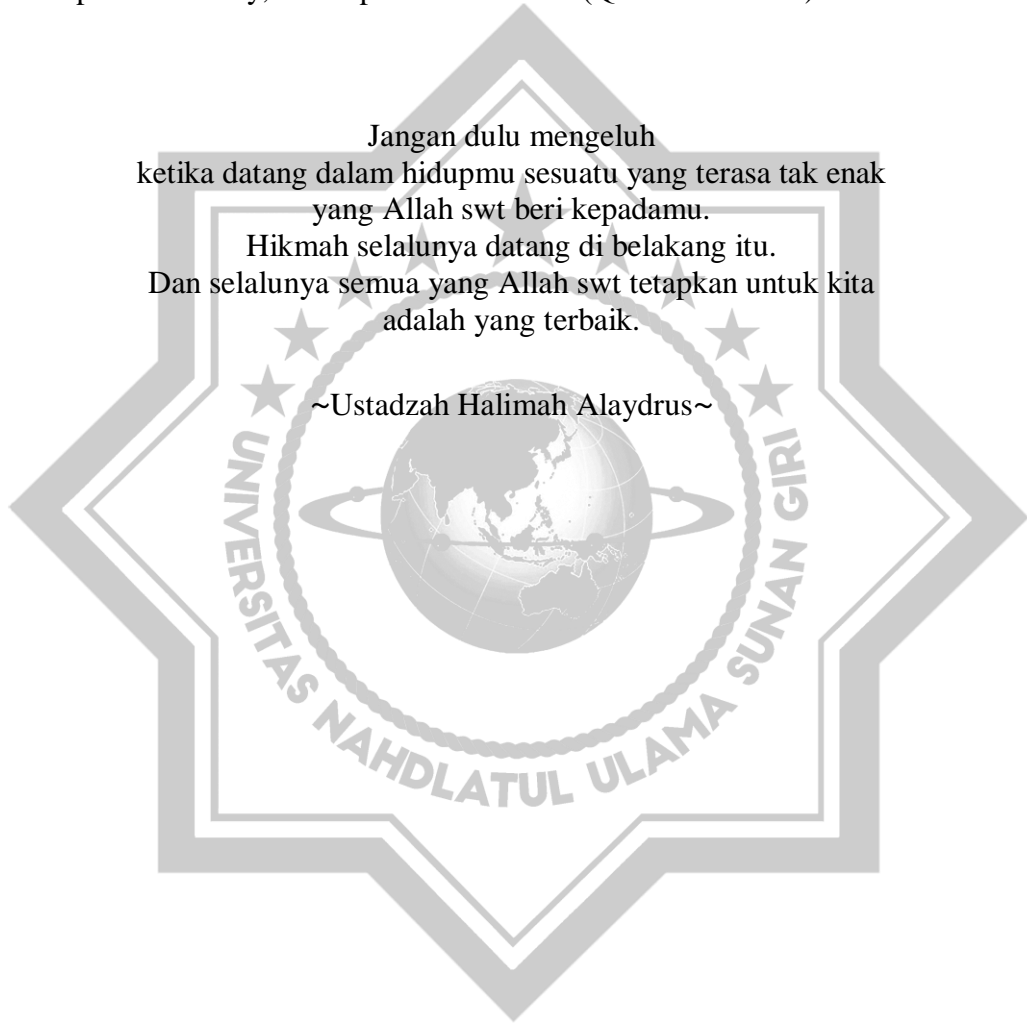 Jangan dulu mengeluh
ketika datang dalam hidupmu sesuatu yang terasa tak enak
yang Allah swt beri kepadamu.
Hikmah selalunya datang di belakang itu.
Dan selalunya semua yang Allah swt tetapkan untuk kita
adalah yang terbaik.
~Ustadzah Halimah Alaydrus~
UNIVERSITAS NAHDLATUL ULAMA SUNAN GIRI